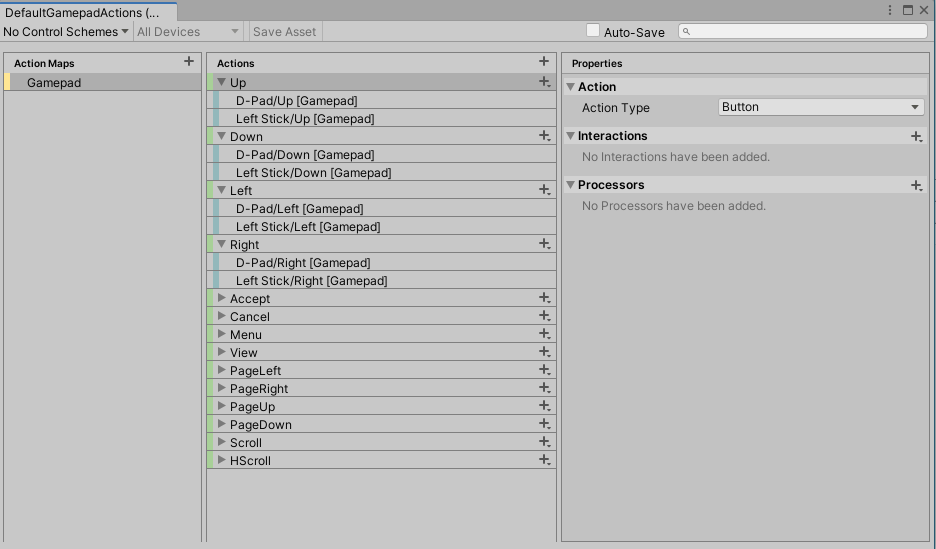 DefaultGamepadActions (...
No Control Schemes All Devices Save Asset Auto-Save
Action Maps
Gamepad
Actions
Up
D-Pad/Up [Gamepad]
Left Stick/Up [Gamepad]
Down
D-Pad/Down [Gamepad]
Left Stick/Down [Gamepad]
Left
D-Pad/Left [Gamepad]
Left Stick/Left [Gamepad]
Right
D-Pad/Right [Gamepad]
Left Stick/Right [Gamepad]
Accept
Cancel
Menu
View
PageLeft
PageRight
PageUp
PageDown
Scroll
HScroll
Properties
Action
Action Type Button
Interactions
No Interactions have been added.
Processors
No Processors have been added.